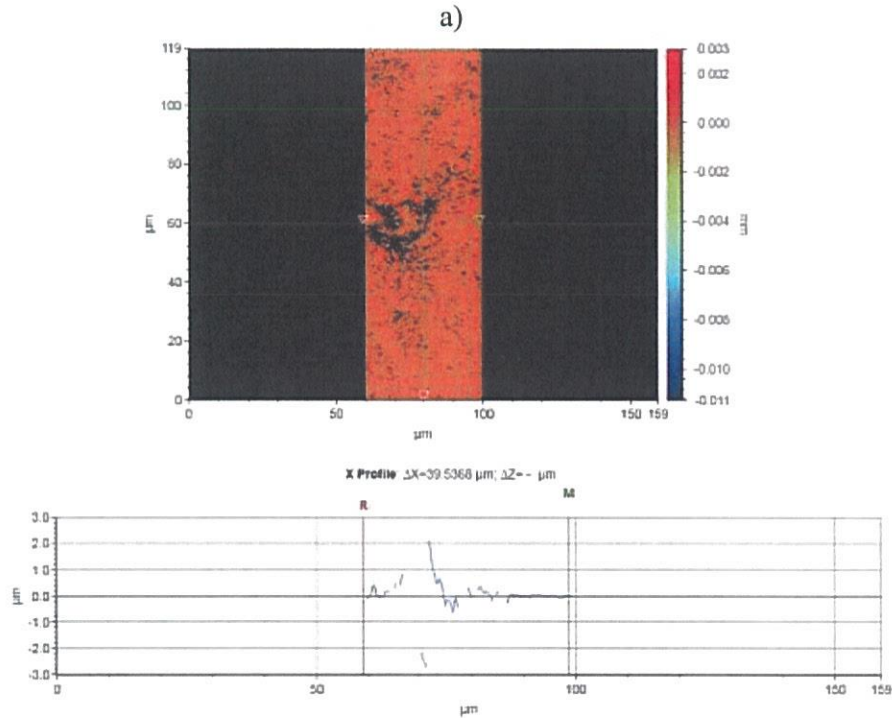 a)
119
100
80
60
40
20
0
µm
0 50 100 150 159
µm
0.003
0.002
0.000
-0.002
-0.004
-0.006
-0.008
-0.010
-0.011
mm
X Profile: ΔX=39.5368 µm; ΔZ= - µm
R
M
3.0
2.0
1.0
0.0
-1.0
-2.0
-3.0
µm
0 50 100 150 159
µm